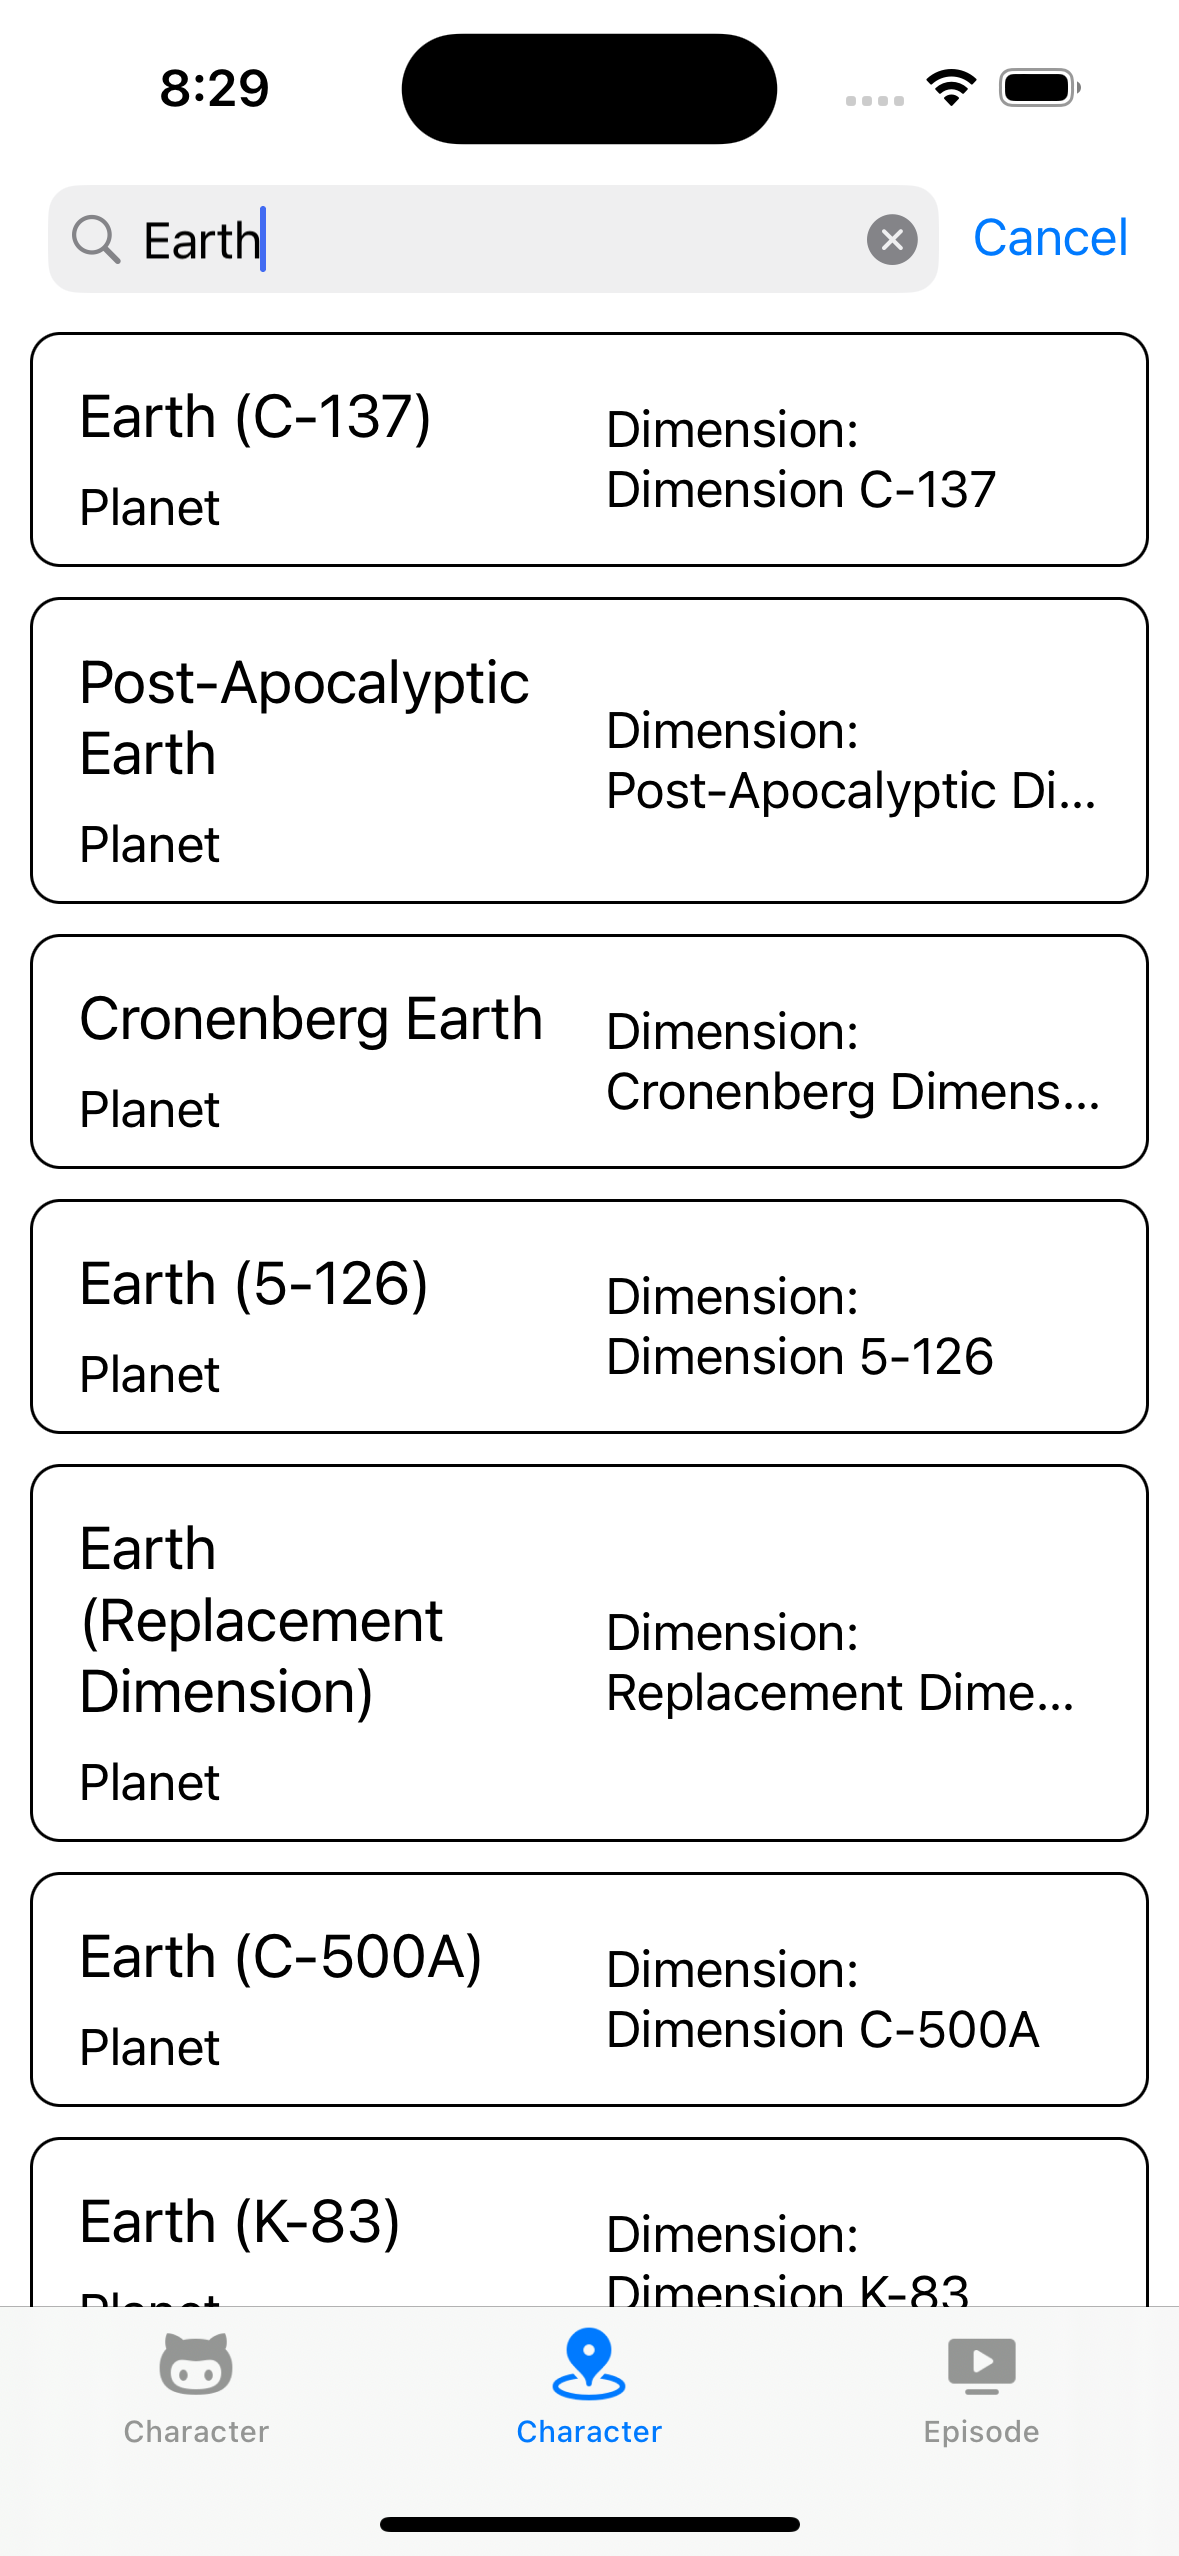 8:29
Earth
Cancel
Earth (C-137)
Planet
Dimension:
Dimension C-137
Post-Apocalyptic
Earth
Planet
Dimension:
Post-Apocalyptic Di...
Cronenberg Earth
Planet
Dimension:
Cronenberg Dimens...
Earth (5-126)
Planet
Dimension:
Dimension 5-126
Earth
(Replacement
Dimension)
Planet
Dimension:
Replacement Dime...
Earth (C-500A)
Planet
Dimension:
Dimension C-500A
Earth (K-83)
Planet
Dimension:
Dimension K-83
Character
Character
Episode